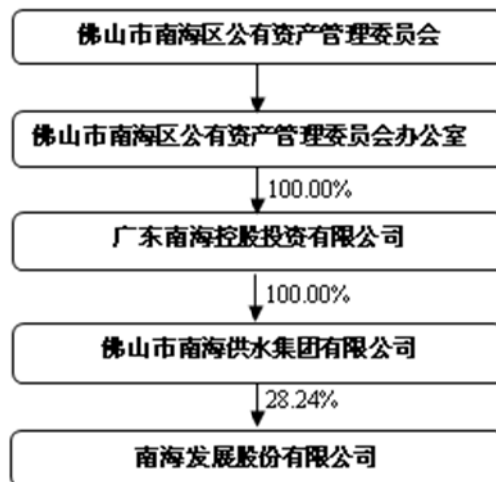 佛山市南海区公有资产管理委员会
佛山市南海区公有资产管理委员会办公室
100.00%
广东南海控股投资有限公司
100.00%
佛山市南海供水集团有限公司
28.24%
南海发展股份有限公司